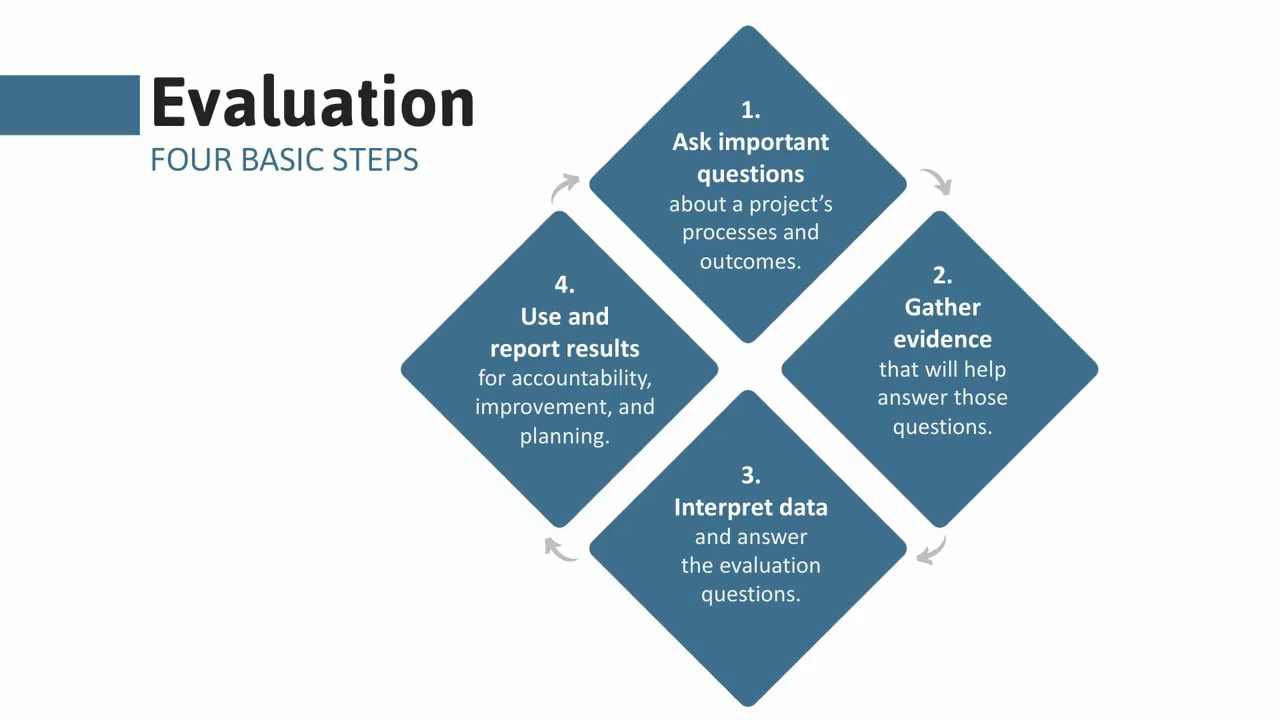 Evaluation
FOUR BASIC STEPS
1.
Ask important
questions
about a project’s
processes and
outcomes.
2.
Gather
evidence
that will help
answer those
questions.
3.
Interpret data
and answer
the evaluation
questions.
4.
Use and
report results
for accountability,
improvement, and
planning.